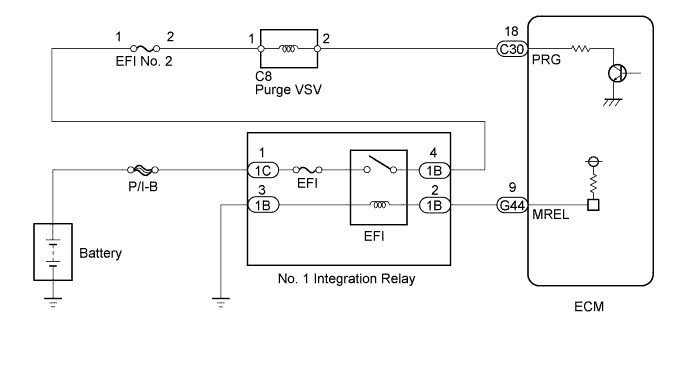 18
1 2
1 2
C30
EFI No. 2
PRG
C8
Purge VSV
1
4
1C
EFI
1B
P/I-B
3
2
9
1B
1B
G44
MREL
EFI
Battery
No. 1 Integration Relay
ECM